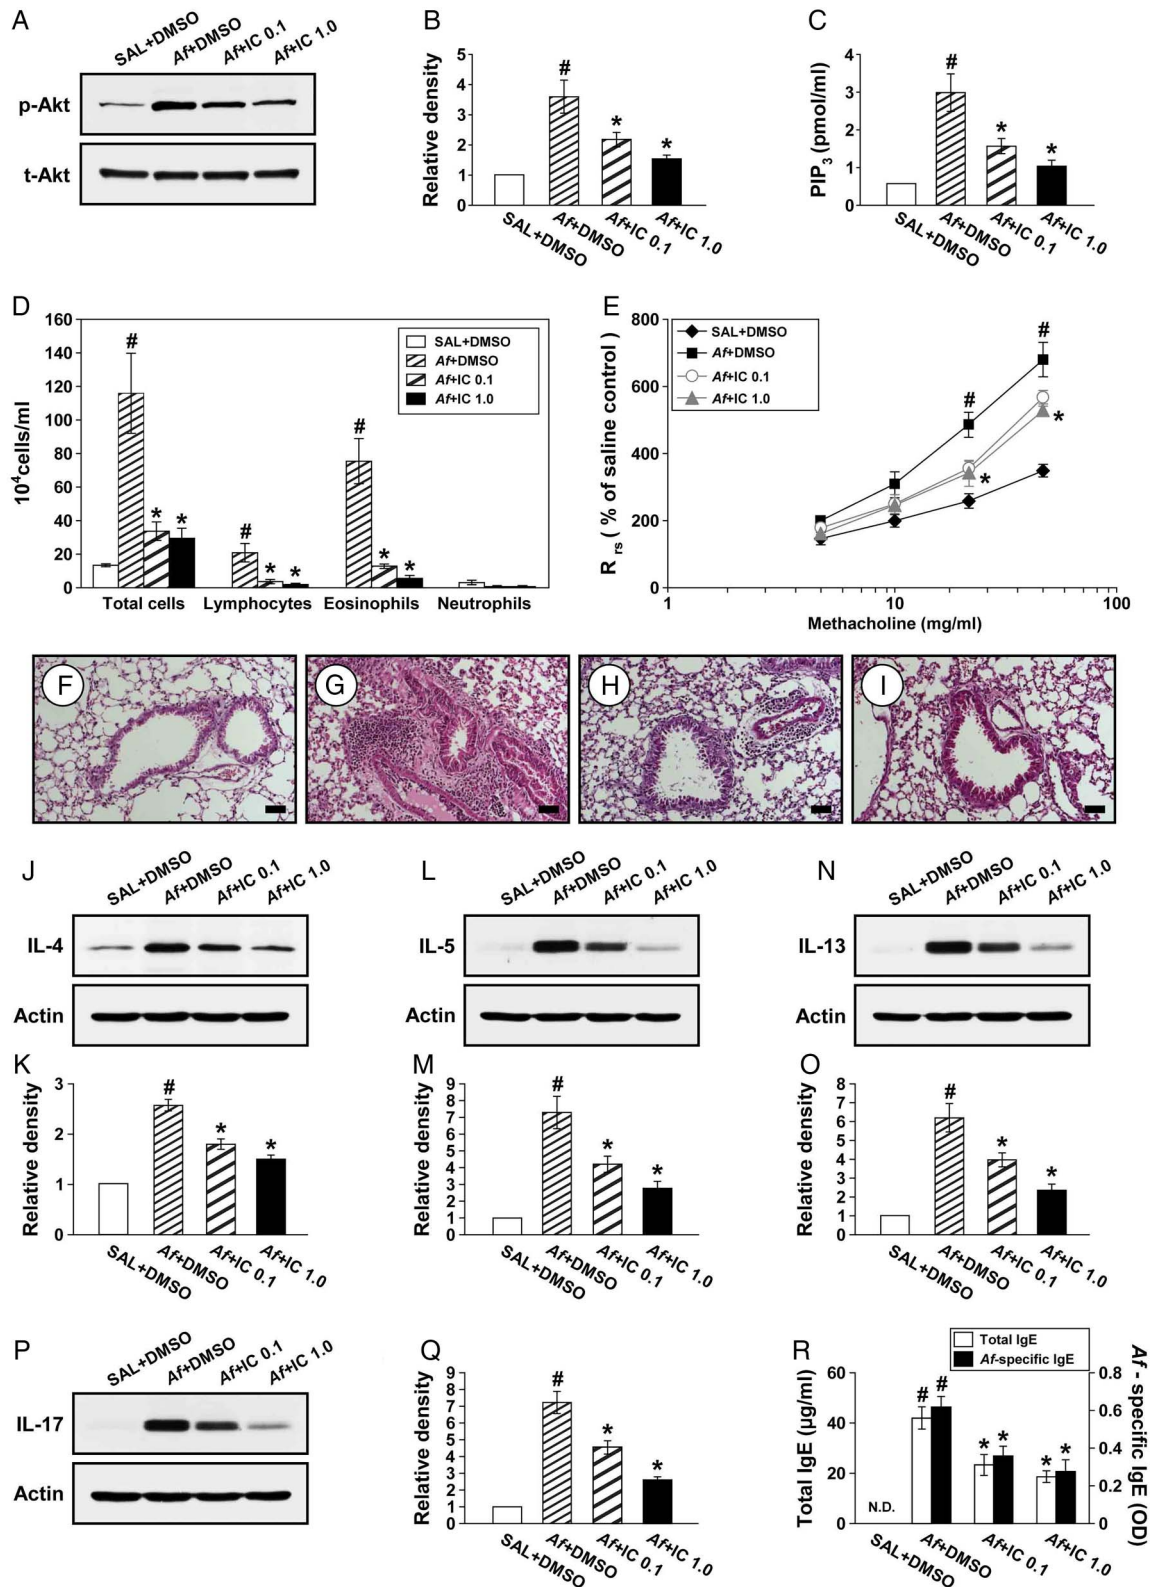 A
SAL+DMSO
Af+DMSO
Af+IC 0.1
Af+IC 1.0
p-Akt
t-Akt
B
Relative density
5
4
3
2
1
0
#
*
*
SAL+DMSO
Af+DMSO
Af+IC 0.1
Af+IC 1.0
C
PIP3 (pmol/ml)
4
3
2
1
0
#
*
*
SAL+DMSO
Af+DMSO
Af+IC 0.1
Af+IC 1.0
D
10⁴cells/ml
160
140
120
100
80
60
40
20
0
SAL+DMSO
Af+DMSO
Af+IC 0.1
Af+IC 1.0
#
*
*
#
*
*
#
*
*
Total cells
Lymphocytes
Eosinophils
Neutrophils
E
Rrs ( % of saline control )
800
600
400
200
0
SAL+DMSO
Af+DMSO
Af+IC 0.1
Af+IC 1.0
#
#
*
*
1
10
100
Methacholine (mg/ml)
F
G
H
I
J
SAL+DMSO
Af+DMSO
Af+IC 0.1
Af+IC 1.0
IL-4
Actin
L
SAL+DMSO
Af+DMSO
Af+IC 0.1
Af+IC 1.0
IL-5
Actin
N
SAL+DMSO
Af+DMSO
Af+IC 0.1
Af+IC 1.0
IL-13
Actin
K
Relative density
3
2
1
0
#
*
*
SAL+DMSO
Af+DMSO
Af+IC 0.1
Af+IC 1.0
M
Relative density
9
8
7
6
5
4
3
2
1
0
#
*
*
SAL+DMSO
Af+DMSO
Af+IC 0.1
Af+IC 1.0
O
Relative density
8
7
6
5
4
3
2
1
0
#
*
*
SAL+DMSO
Af+DMSO
Af+IC 0.1
Af+IC 1.0
P
SAL+DMSO
Af+DMSO
Af+IC 0.1
Af+IC 1.0
IL-17
Actin
Q
Relative density
9
8
7
6
5
4
3
2
1
0
#
*
*
SAL+DMSO
Af+DMSO
Af+IC 0.1
Af+IC 1.0
R
Total IgE
Af-specific IgE
Total IgE (µg/ml)
60
40
20
0
N.D.
# #
* *
* *
0.8
0.6
0.4
0.2
0
Af - specific IgE (OD)
SAL+DMSO
Af+DMSO
Af+IC 0.1
Af+IC 1.0